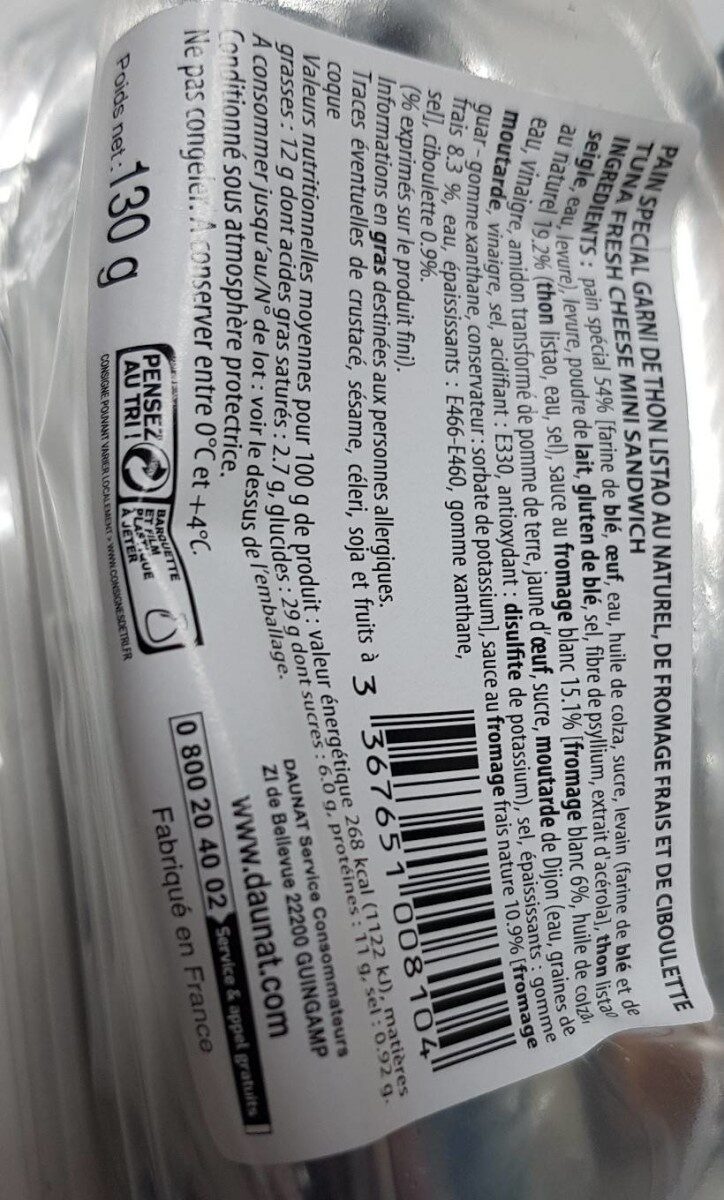 PAIN SPECIAL GARNI DE THON LISTAO AU NATUREL, DE FROMAGE FRAIS ET DE CIBOULETTE
TUNA FRESH CHEESE MINI SANDWICH
INGREDIENTS : pain spécial 54% [farine de blé, œuf, eau, huile de colza, sucre, levain (farine de blé et de
seigle, eau, levure), levure, poudre de lait, gluten de blé, sel, fibre de psyllium, extrait d'acérola], thon listao
au naturel 19.2% (thon listao, eau, sel), sauce au fromage blanc 15.1% [fromage blanc 6%, huile de colza,
eau, vinaigre, amidon transformé de pomme de terre, jaune d'œuf, sucre, moutarde de Dijon (eau, graines de
moutarde, vinaigre, sel, acidifiant : E330, antioxydant : disulfite de potassium), sel, épaississants : gomme
guar - gomme xanthane, conservateur : sorbate de potassium], sauce au fromage frais nature 10.9% [fromage
frais 8.3 %, eau, épaississants : E466-E460, gomme xanthane,
sel], ciboulette 0.9%.
(% exprimés sur le produit fini).
Informations en gras destinées aux personnes allergiques.
Traces éventuelles de crustacé, sésame, céleri, soja et fruits à
coque
3 367651 008104
Valeurs nutritionnelles moyennes pour 100 g de produit : valeur énergétique 268 kcal (1122 kJ), matières
grasses : 12 g dont acides gras saturés : 2.7 g, glucides : 29 g dont sucres : 6.0 g, protéines : 11 g, sel : 0.92 g.
A consommer jusqu'au/N° de lot : voir le dessus de l'emballage.
Conditionné sous atmosphère protectrice.
Ne pas congeler. A conserver entre 0°C et +4°C.
DAUNAT Service Consommateurs
ZI de Bellevue 22200 GUINGAMP
www.daunat.com
0 800 20 40 02 Service & appel gratuits
Fabriqué en France
Poids net : 130 g
PENSEZ
AU TRI !
BARQUETTE
ET FILM
PLASTIQUE
À JETER
CONSIGNE POUVANT VARIER LOCALEMENT > WWW.CONSIGNESDETRI.FR